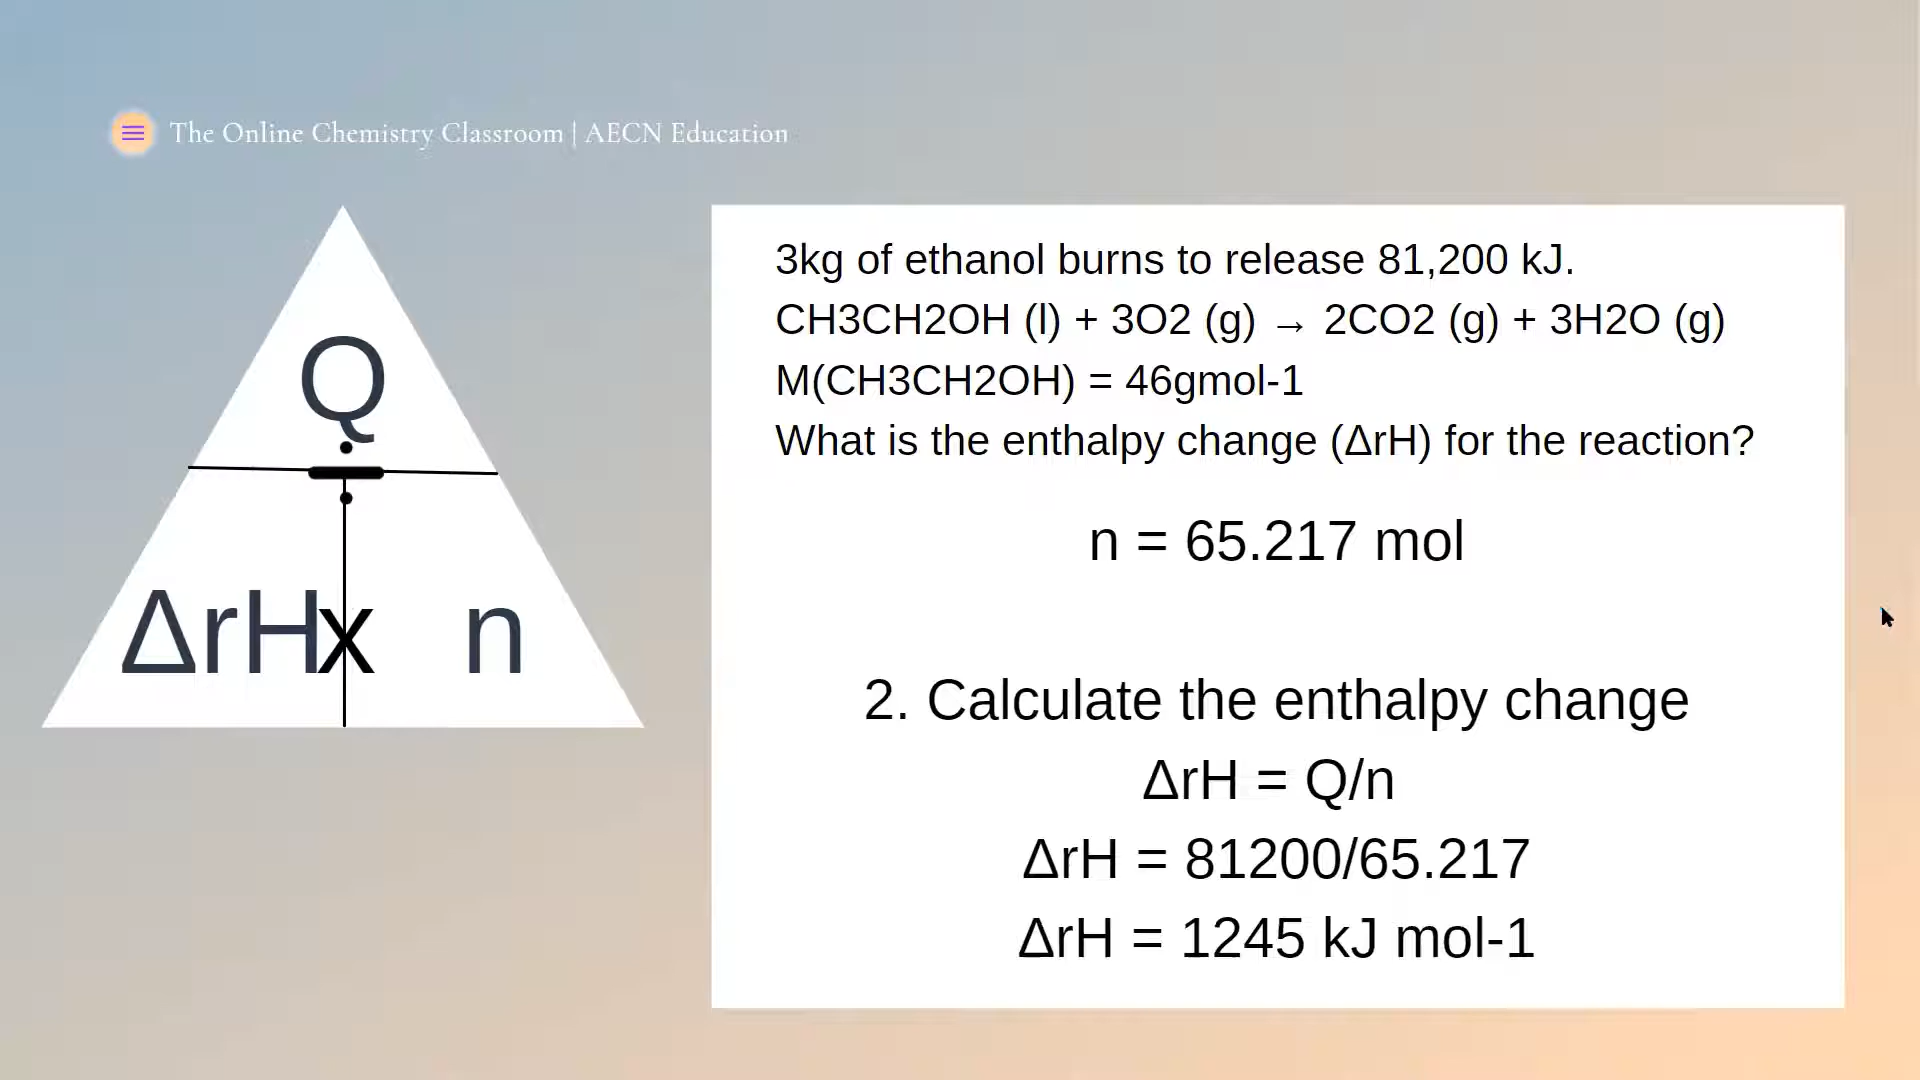 The Online Chemistry Classroom | AECN Education
Q
ΔrH x n
3kg of ethanol burns to release 81,200 kJ.
CH3CH2OH (l) + 3O2 (g) → 2CO2 (g) + 3H2O (g)
M(CH3CH2OH) = 46gmol-1
What is the enthalpy change (ΔrH) for the reaction?
n = 65.217 mol
2. Calculate the enthalpy change
ΔrH = Q/n
ΔrH = 81200/65.217
ΔrH = 1245 kJ mol-1